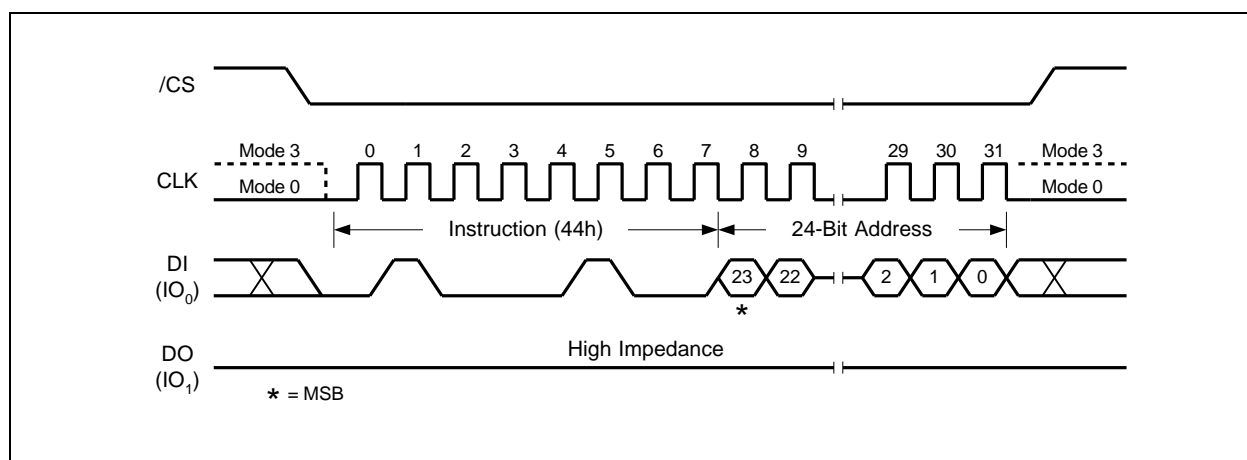 /CS
Mode 3 0 1 2 3 4 5 6 7 8 9 29 30 31 Mode 3
CLK Mode 0 Mode 0
Instruction (44h) 24-Bit Address
DI
(IO₀)
23 22 2 1 0
*
DO
(IO₁)
High Impedance
* = MSB